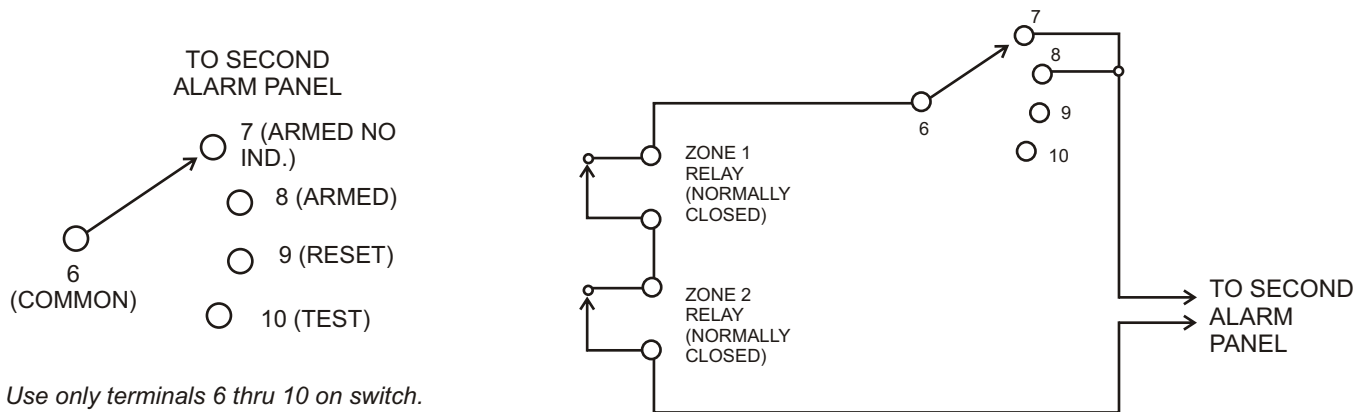 TO SECOND
ALARM PANEL
7 (ARMED NO
IND.)
8 (ARMED)
9 (RESET)
10 (TEST)
6
(COMMON)
Use only terminals 6 thru 10 on switch.
7
8
9
10
6
ZONE 1
RELAY
(NORMALLY
CLOSED)
ZONE 2
RELAY
(NORMALLY
CLOSED)
TO SECOND
ALARM
PANEL